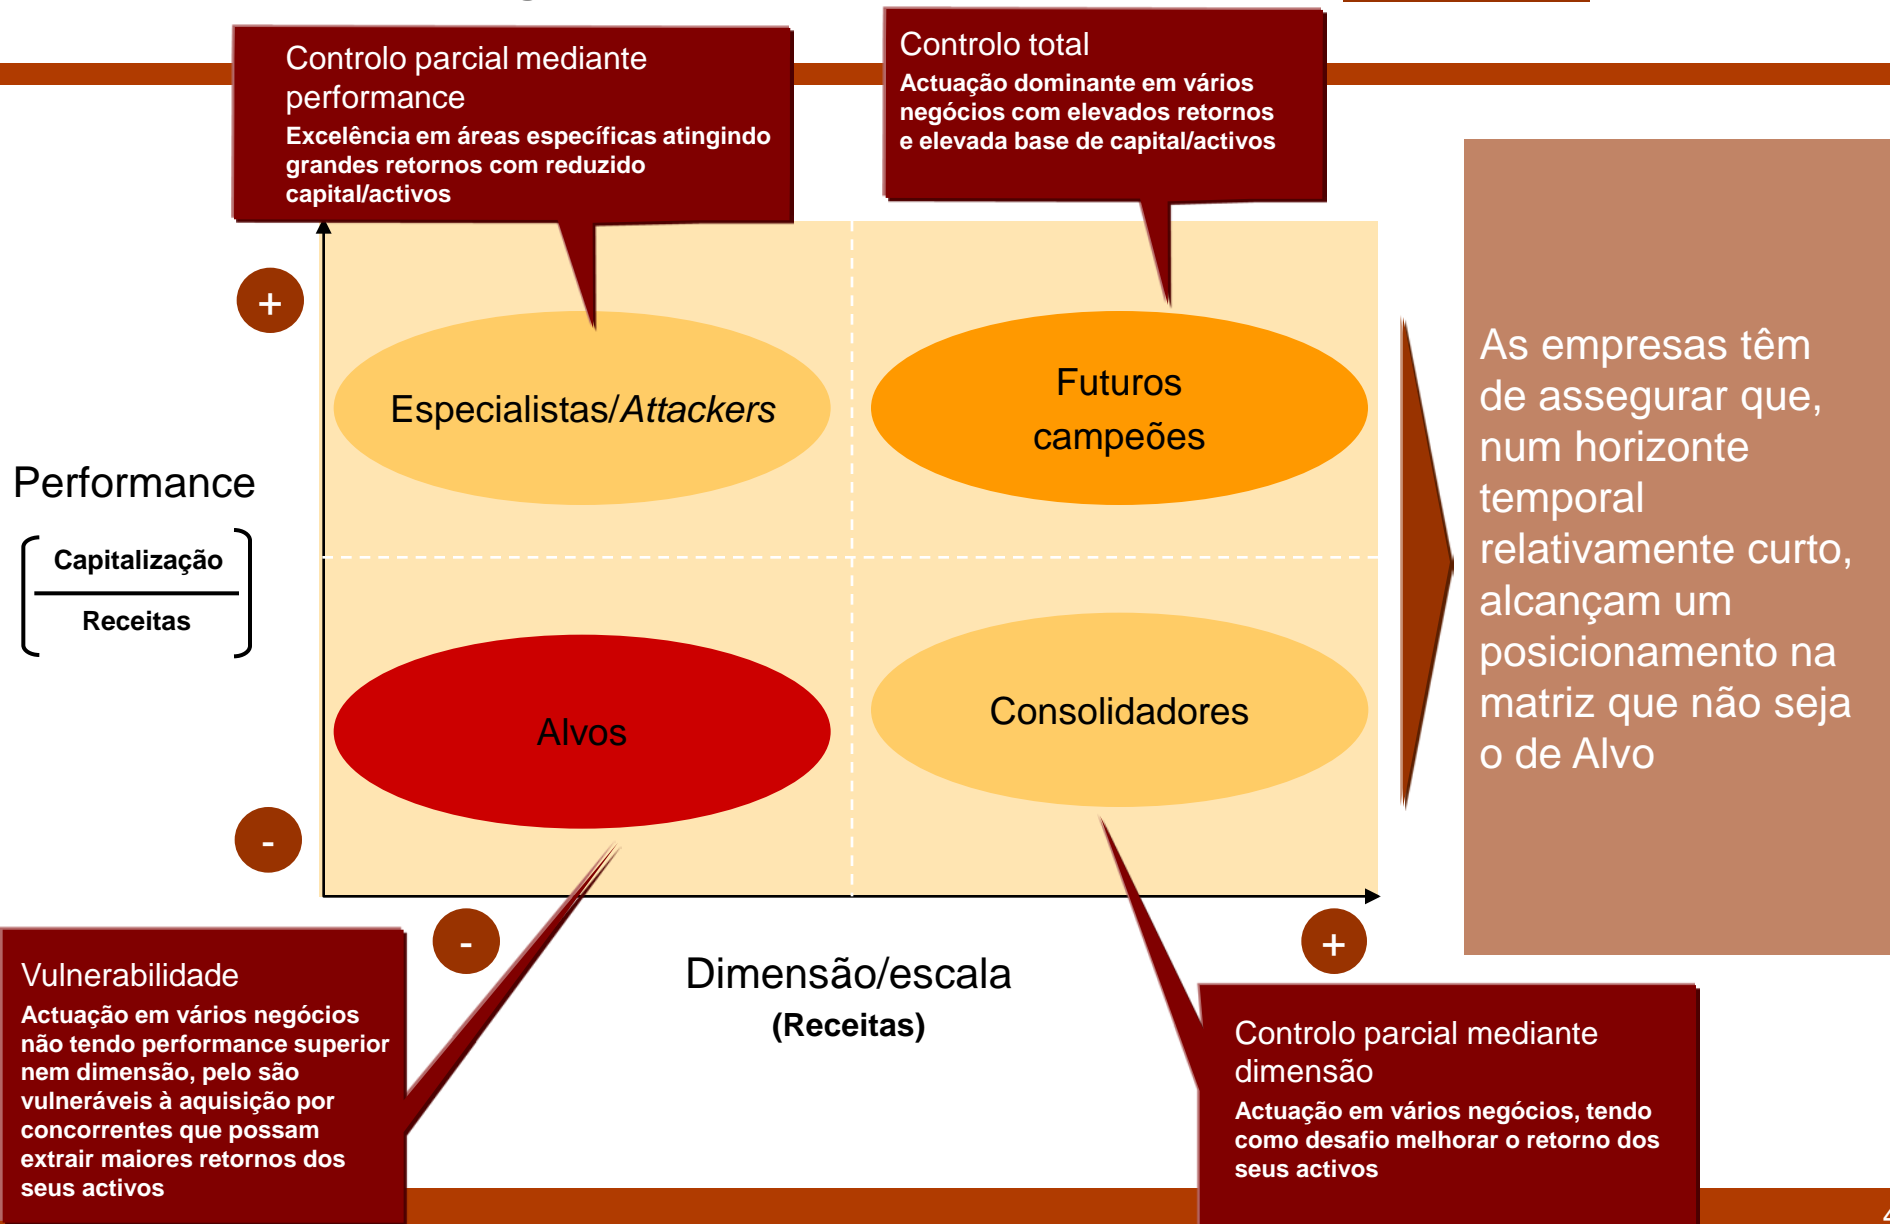 Controlo parcial mediante
performance
Excelência em áreas específicas atingindo
grandes retornos com reduzido
capital/activos
Controlo total
Actuação dominante em vários
negócios com elevados retornos
e elevada base de capital/activos
+
Especialistas/Attackers
Futuros
campeões
Performance
Capitalização
Receitas
Alvos
Consolidadores
-
-
+
Dimensão/escala
(Receitas)
As empresas têm
de assegurar que,
num horizonte
temporal
relativamente curto,
alcançam um
posicionamento na
matriz que não seja
o de Alvo
Vulnerabilidade
Actuação em vários negócios
não tendo performance superior
nem dimensão, pelo são
vulneráveis à aquisição por
concorrentes que possam
extrair maiores retornos dos
seus activos
Controlo parcial mediante
dimensão
Actuação em vários negócios, tendo
como desafio melhorar o retorno dos
seus activos